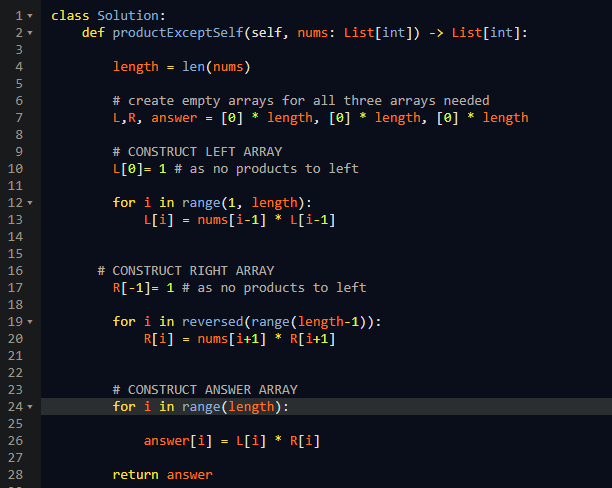 1 class Solution:
2     def productExceptSelf(self, nums: List[int]) -> List[int]:
3
4         length = len(nums)
5
6         # create empty arrays for all three arrays needed
7         L,R, answer = [0] * length, [0] * length, [0] * length
8
9         # CONSTRUCT LEFT ARRAY
10         L[0]= 1 # as no products to left
11
12         for i in range(1, length):
13             L[i] = nums[i-1] * L[i-1]
14
15
16       # CONSTRUCT RIGHT ARRAY
17         R[-1]= 1 # as no products to left
18
19         for i in reversed(range(length-1)):
20             R[i] = nums[i+1] * R[i+1]
21
22
23         # CONSTRUCT ANSWER ARRAY
24         for i in range(length):
25
26             answer[i] = L[i] * R[i]
27
28         return answer